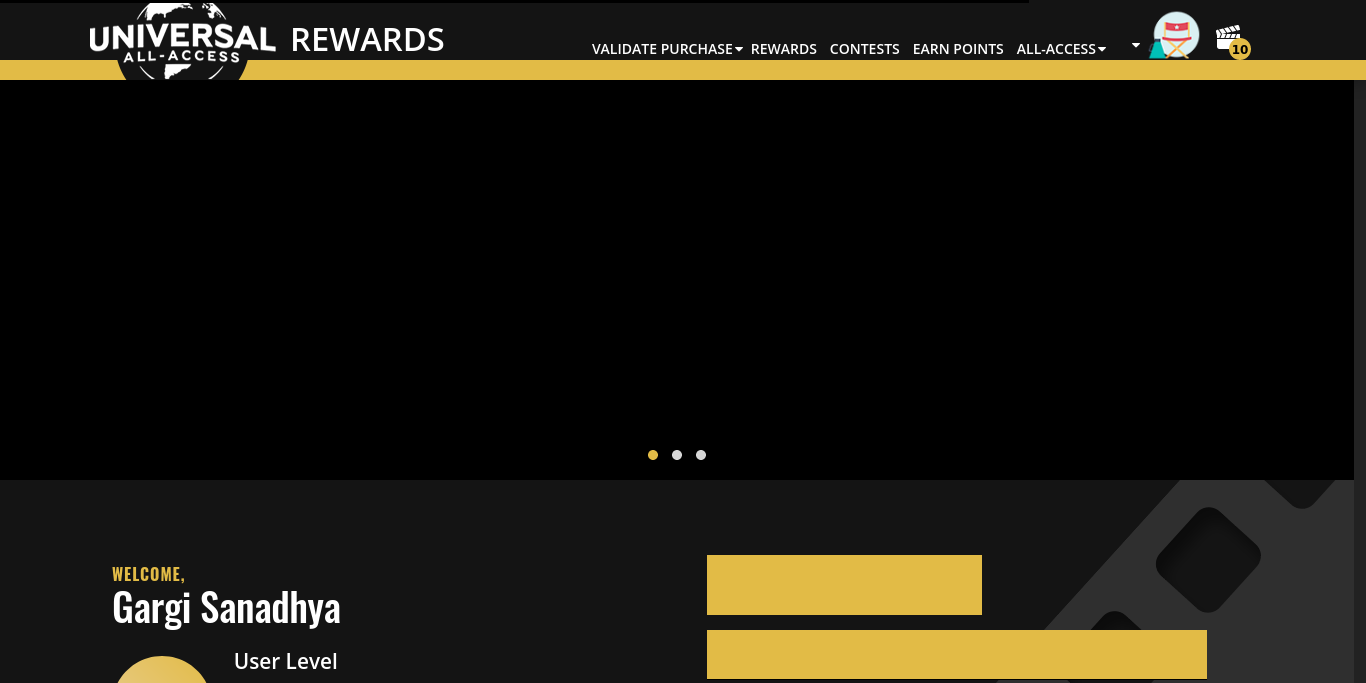 UNIVERSAL
ALL-ACCESS
REWARDS
VALIDATE PURCHASE REWARDS CONTESTS EARN POINTS ALL-ACCESS
10
WELCOME,
Gargi Sanadhya
User Level